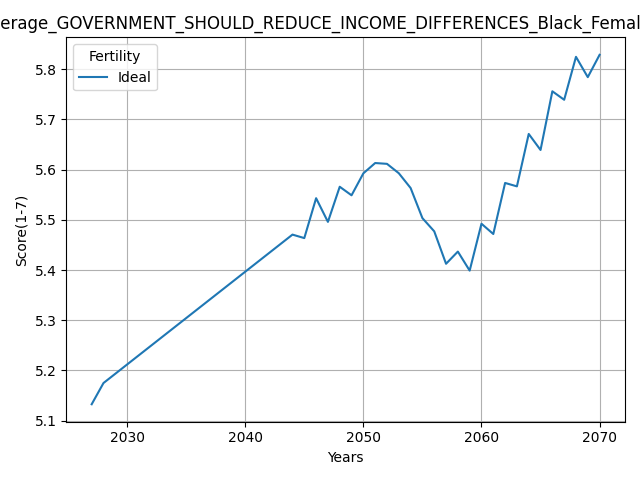 erage_GOVERNMENT_SHOULD_REDUCE_INCOME_DIFFERENCES_Black_Femal
Fertility
Ideal
Score(1-7)
5.8
5.7
5.6
5.5
5.4
5.3
5.2
5.1
2030 2040 2050 2060 2070
Years